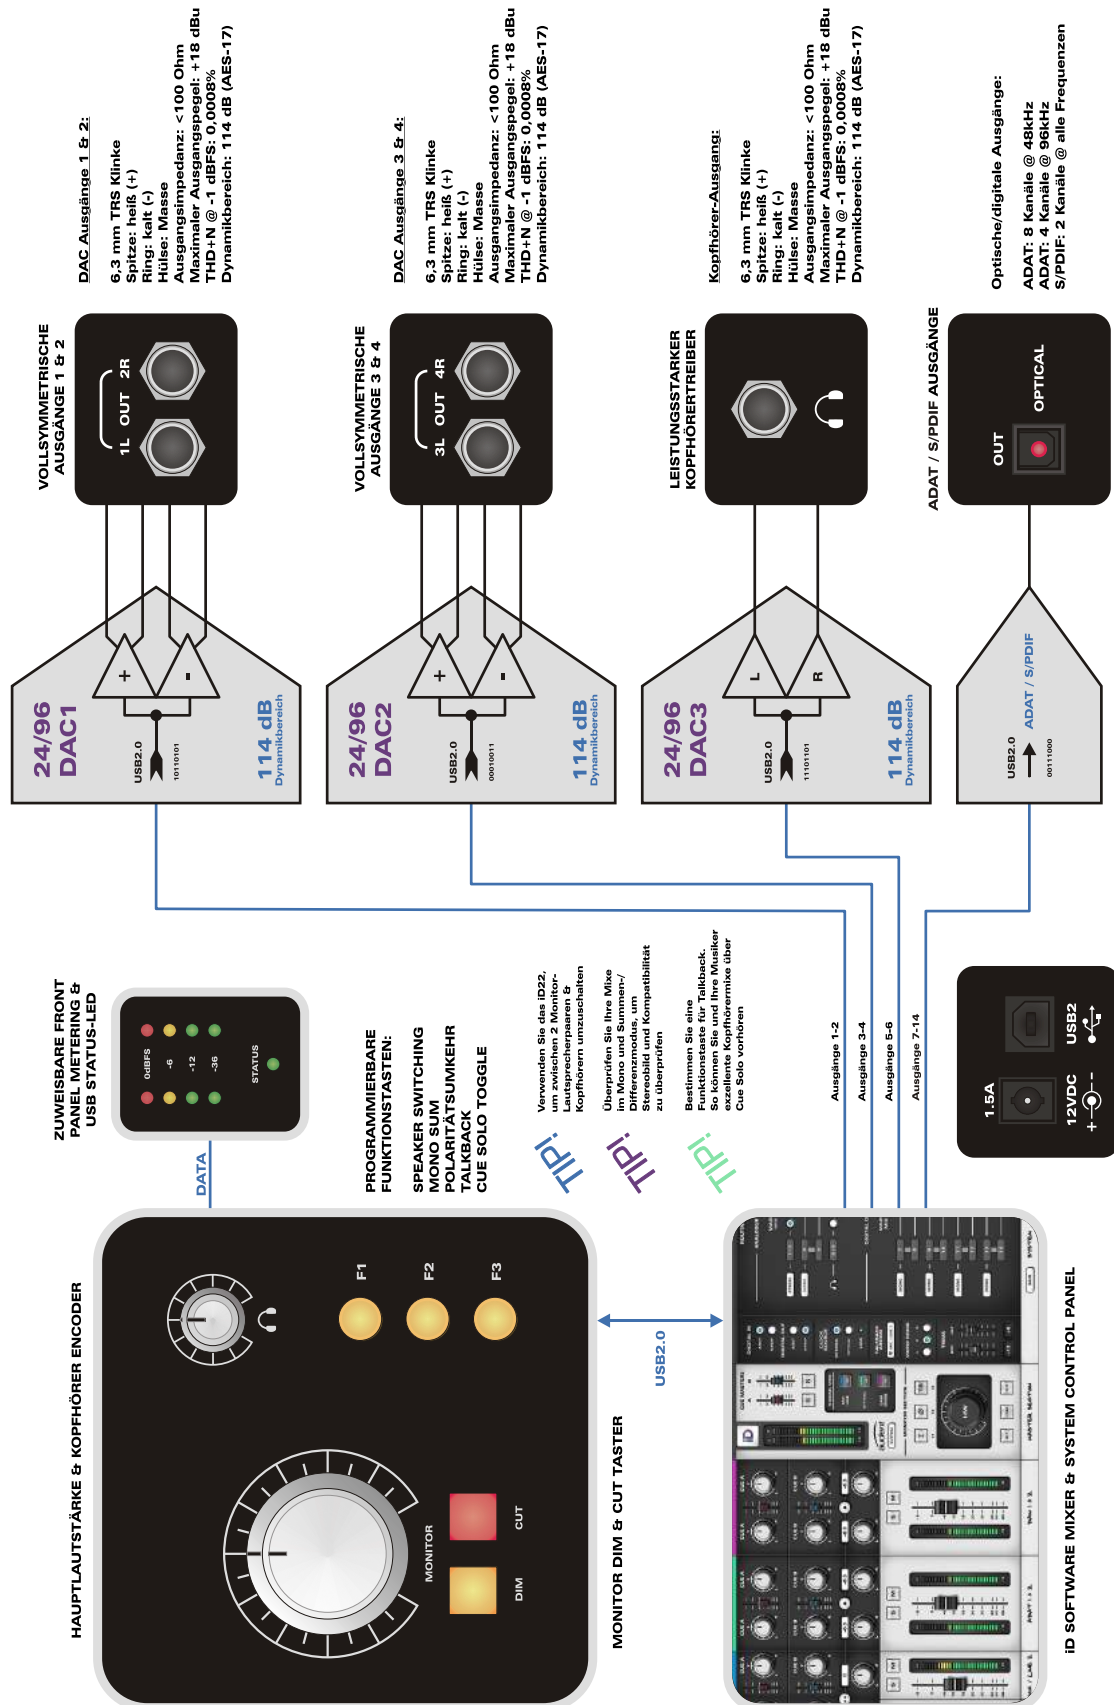 HAUPTLAUTSTÄRKE & KOPFHÖRER ENCODER
MONITOR
DIM
CUT
F1
F2
F3
DATA
ZUWEISBARE FRONT
PANEL METERING &
USB STATUS-LED
0dBFS
-6
-12
-36
STATUS
PROGRAMMIERBARE
FUNKTIONSTASTEN:
SPEAKER SWITCHING
MONO SUM
POLARITÄTSUMKEHR
TALKBACK
CUE SOLO TOGGLE
TIP!
Verwenden Sie das iD22,
um zwischen 2 Monitor-
Lautsprecherpaaren &
Kopfhörern umzuschalten
TIP!
Überprüfen Sie Ihre Mixe
im Mono und Summen-/
Differenzmodus, um
Stereobild und Kompatibilität
zu überprüfen
TIP!
Bestimmen Sie eine
Funktionstaste für Talkback.
So können Sie und Ihre Musiker
exzellente Kopfhörermixe über
Cue Solo vorhören
MONITOR DIM & CUT TASTER
USB2.0
iD SOFTWARE MIXER & SYSTEM CONTROL PANEL
CUE A
CUE A
CUE A
CUE A
CUE A
CUE B
CUE B
CUE B
CUE B
CUE B
iD
MASTER SECTION
SYSTEM
Ausgänge 1-2
Ausgänge 3-4
Ausgänge 5-6
Ausgänge 7-14
1.5A
12VDC
+
-
USB2
24/96
DAC1
USB2.0
10110101
114 dB
Dynamikbereich
+
-
VOLLSYMMETRISCHE
AUSGÄNGE 1 & 2
1L OUT 2R
DAC Ausgänge 1 & 2:
6,3 mm TRS Klinke
Spitze: heiß (+)
Ring: kalt (-)
Hülse: Masse
Ausgangsimpedanz: <100 Ohm
Maximaler Ausgangspegel: +18 dBu
THD+N @ -1 dBFS: 0,0008%
Dynamikbereich: 114 dB (AES-17)
24/96
DAC2
USB2.0
00010011
114 dB
Dynamikbereich
+
-
VOLLSYMMETRISCHE
AUSGÄNGE 3 & 4
3L OUT 4R
DAC Ausgänge 3 & 4:
6,3 mm TRS Klinke
Spitze: heiß (+)
Ring: kalt (-)
Hülse: Masse
Ausgangsimpedanz: <100 Ohm
Maximaler Ausgangspegel: +18 dBu
THD+N @ -1 dBFS: 0,0008%
Dynamikbereich: 114 dB (AES-17)
24/96
DAC3
USB2.0
11101101
114 dB
Dynamikbereich
L
R
LEISTUNGSSTARKER
KOPFHÖRERTREIBER
Kopfhörer-Ausgang:
6,3 mm TRS Klinke
Spitze: heiß (+)
Ring: kalt (-)
Hülse: Masse
Ausgangsimpedanz: <100 Ohm
Maximaler Ausgangspegel: +18 dBu
THD+N @ -1 dBFS: 0,0008%
Dynamikbereich: 114 dB (AES-17)
USB2.0
ADAT / S/PDIF
00111000
ADAT / S/PDIF AUSGÄNGE
OUT
OPTICAL
Optische/digitale Ausgänge:
ADAT: 8 Kanäle @ 48kHz
ADAT: 4 Kanäle @ 96kHz
S/PDIF: 2 Kanäle @ alle Frequenzen